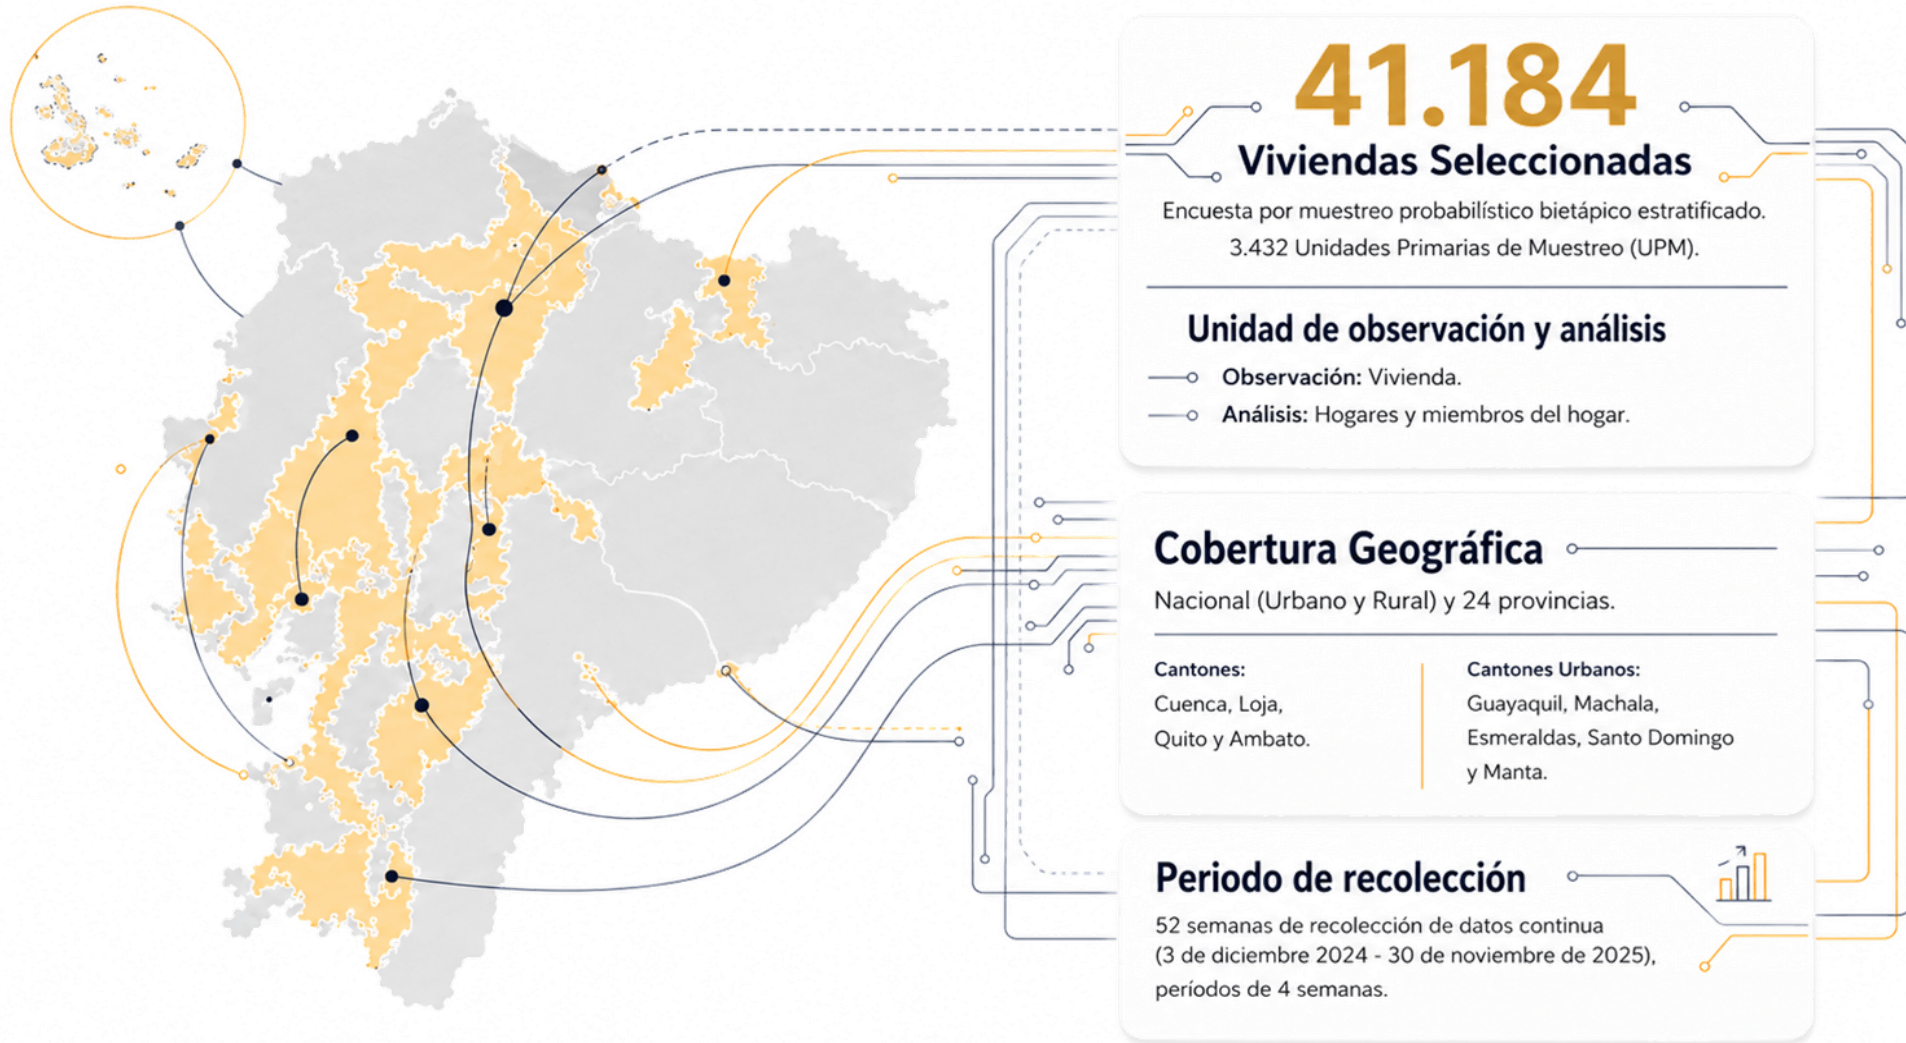 41.184
Viviendas Seleccionadas
Encuesta por muestreo probabilístico bietápico estratificado.
3.432 Unidades Primarias de Muestreo (UPM).
Unidad de observación y análisis
Observación: Vivienda.
Análisis: Hogares y miembros del hogar.
Cobertura Geográfica
Nacional (Urbano y Rural) y 24 provincias.
Cantones:
Cuenca, Loja,
Quito y Ambato.
Cantones Urbanos:
Guayaquil, Machala,
Esmeraldas, Santo Domingo
y Manta.
Periodo de recolección
52 semanas de recolección de datos continua
(3 de diciembre 2024 - 30 de noviembre de 2025),
períodos de 4 semanas.